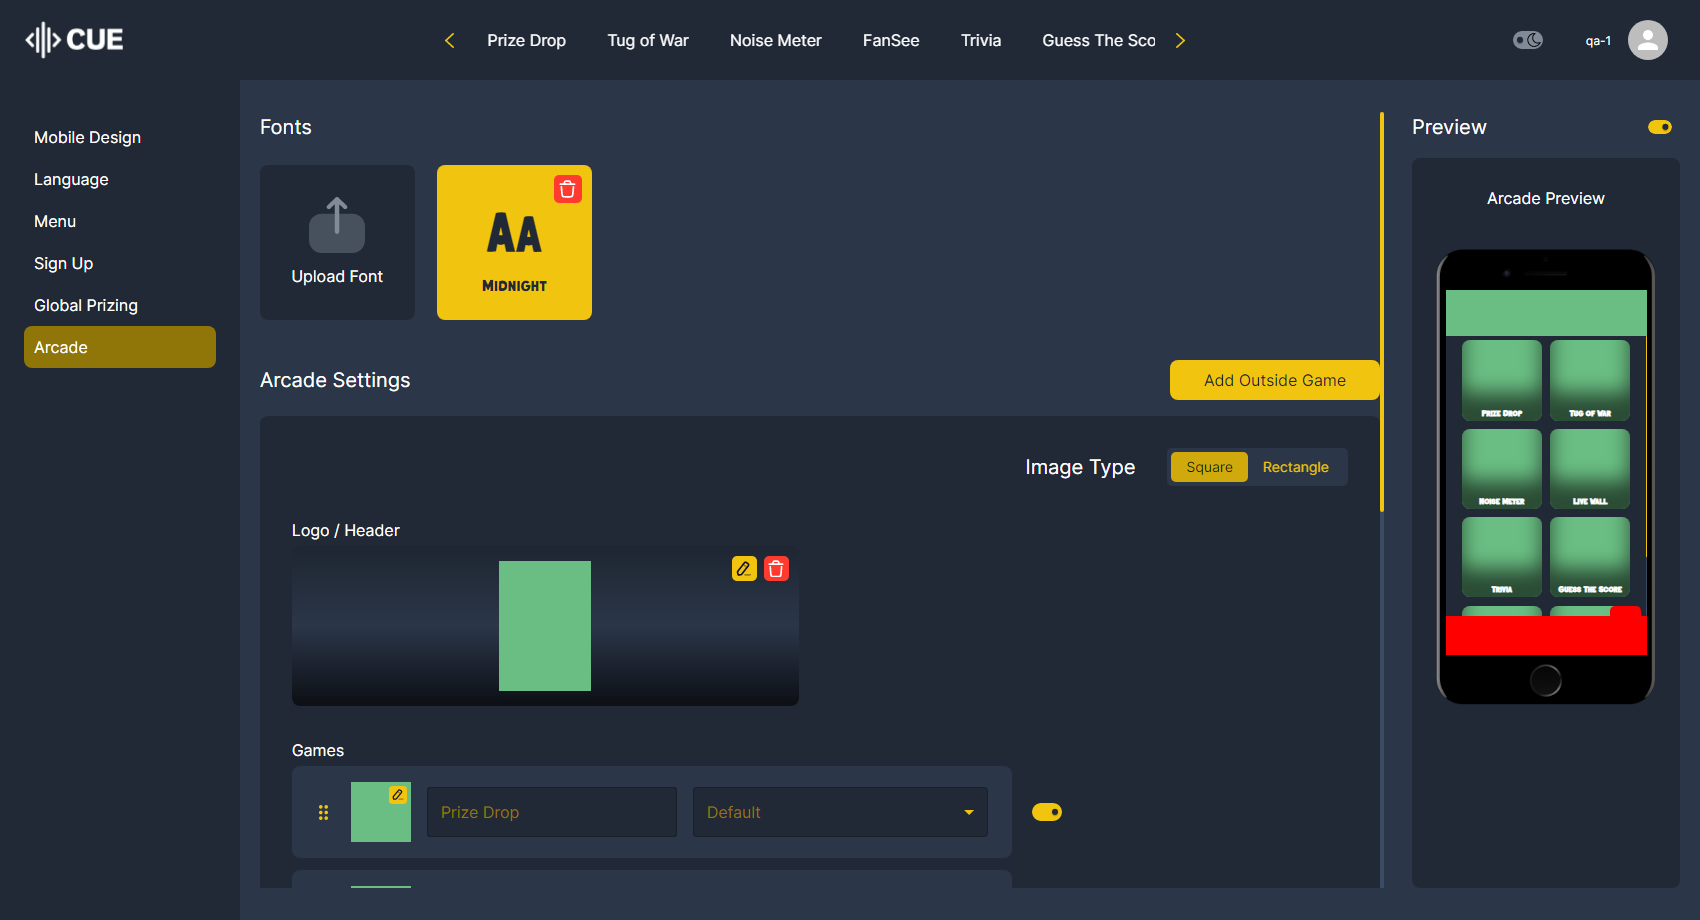 CUE
Prize Drop
Tug of War
Noise Meter
FanSee
Trivia
Guess The Sco
qa-1
Mobile Design
Language
Menu
Sign Up
Global Prizing
Arcade
Fonts
Upload Font
AA
MIDNIGHT
Arcade Settings
Add Outside Game
Image Type
Square
Rectangle
Logo / Header
Games
Prize Drop
Default
Preview
Arcade Preview
PRIZE DROP
TUG OF WAR
NOISE METER
LIVE WALL
TRIVIA
GUESS THE SCORE